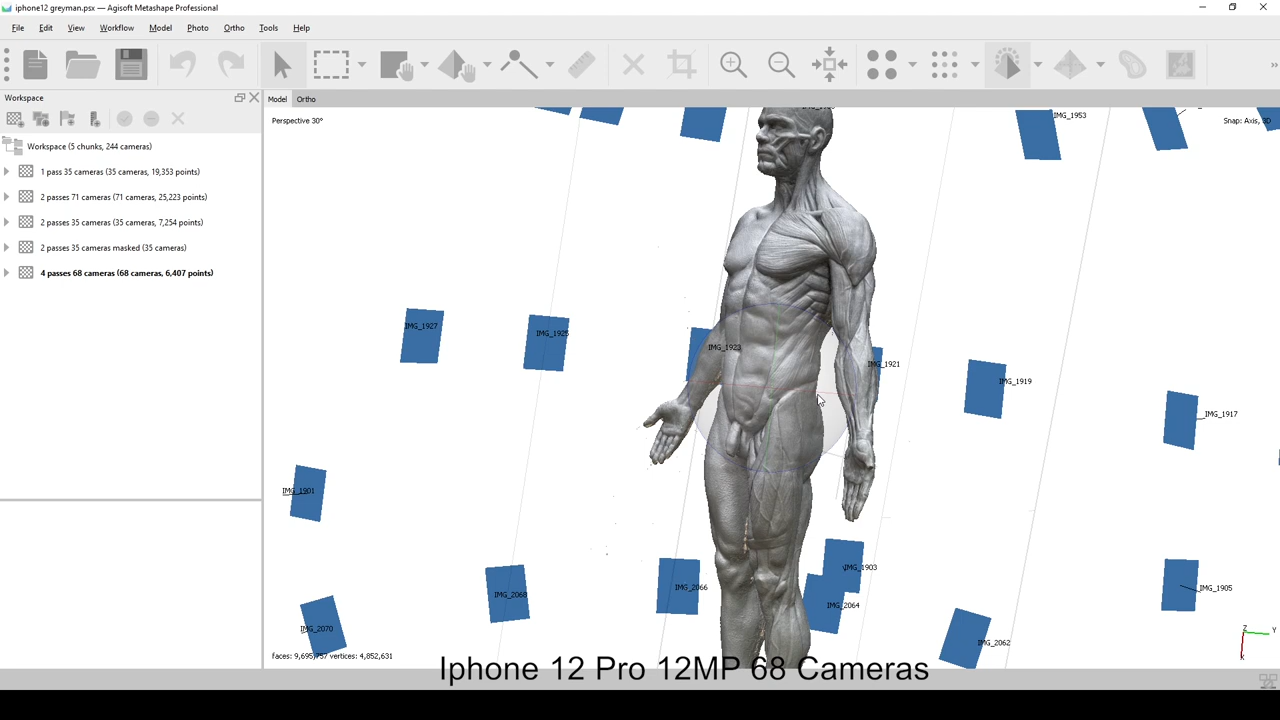 iphone12 greyman.psx — Agisoft Metashape Professional
File Edit View Workflow Model Photo Ortho Tools Help
Workspace
Model Ortho
Perspective 30°
Snap: Axis, 3D
Workspace (5 chunks, 244 cameras)
1 pass 35 cameras (35 cameras, 19,353 points)
2 passes 71 cameras (71 cameras, 25,223 points)
2 passes 35 cameras (35 cameras, 7,254 points)
2 passes 35 cameras masked (35 cameras)
4 passes 68 cameras (68 cameras, 6,407 points)
IMG_1953
IMG_1927
IMG_1925
IMG_1923
IMG_1921
IMG_1919
IMG_1917
IMG_1901
IMG_1903
IMG_2068
IMG_2066
IMG_2064
IMG_1905
IMG_2070
IMG_2062
Z
Y
faces: 9,695,757 vertices: 4,852,631
Iphone 12 Pro 12MP 68 Cameras